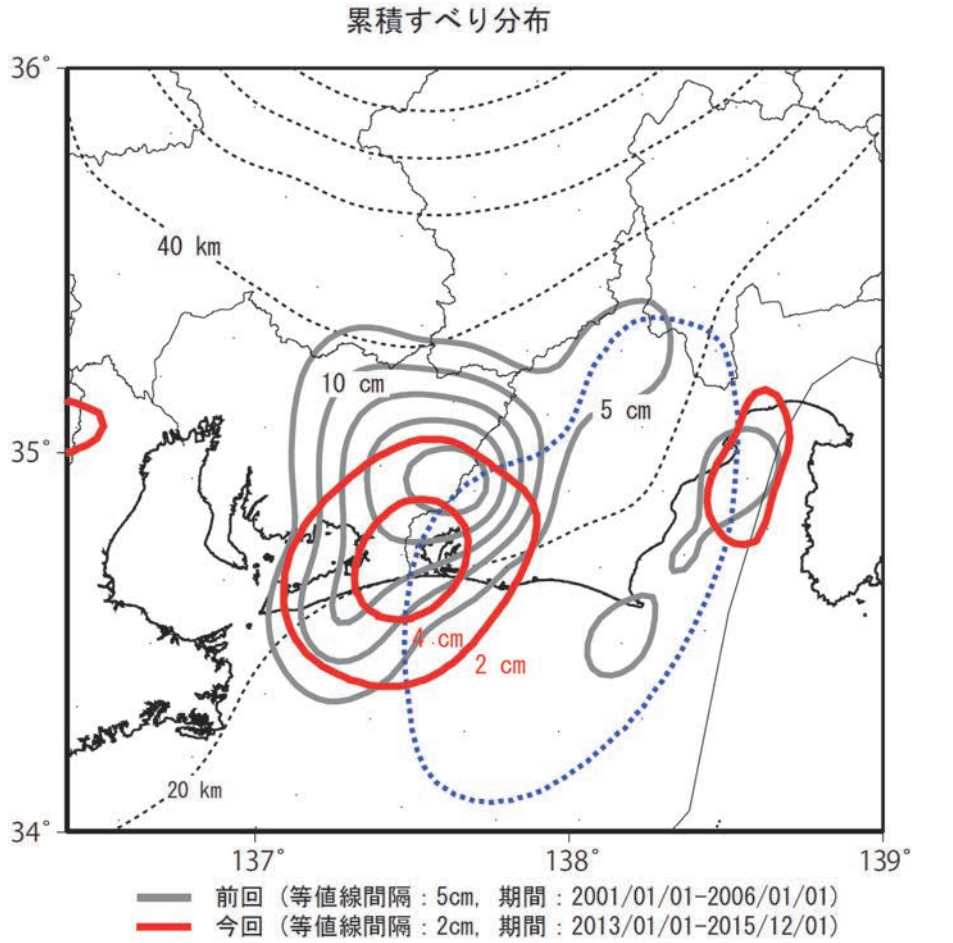 累積すべり分布
36°
40 km
10 cm
5 cm
35°
4 cm
2 cm
20 km
34°
137°
138°
139°
前回 (等値線間隔：5cm, 期間：2001/01/01-2006/01/01)
今回 (等値線間隔：2cm, 期間：2013/01/01-2015/12/01)